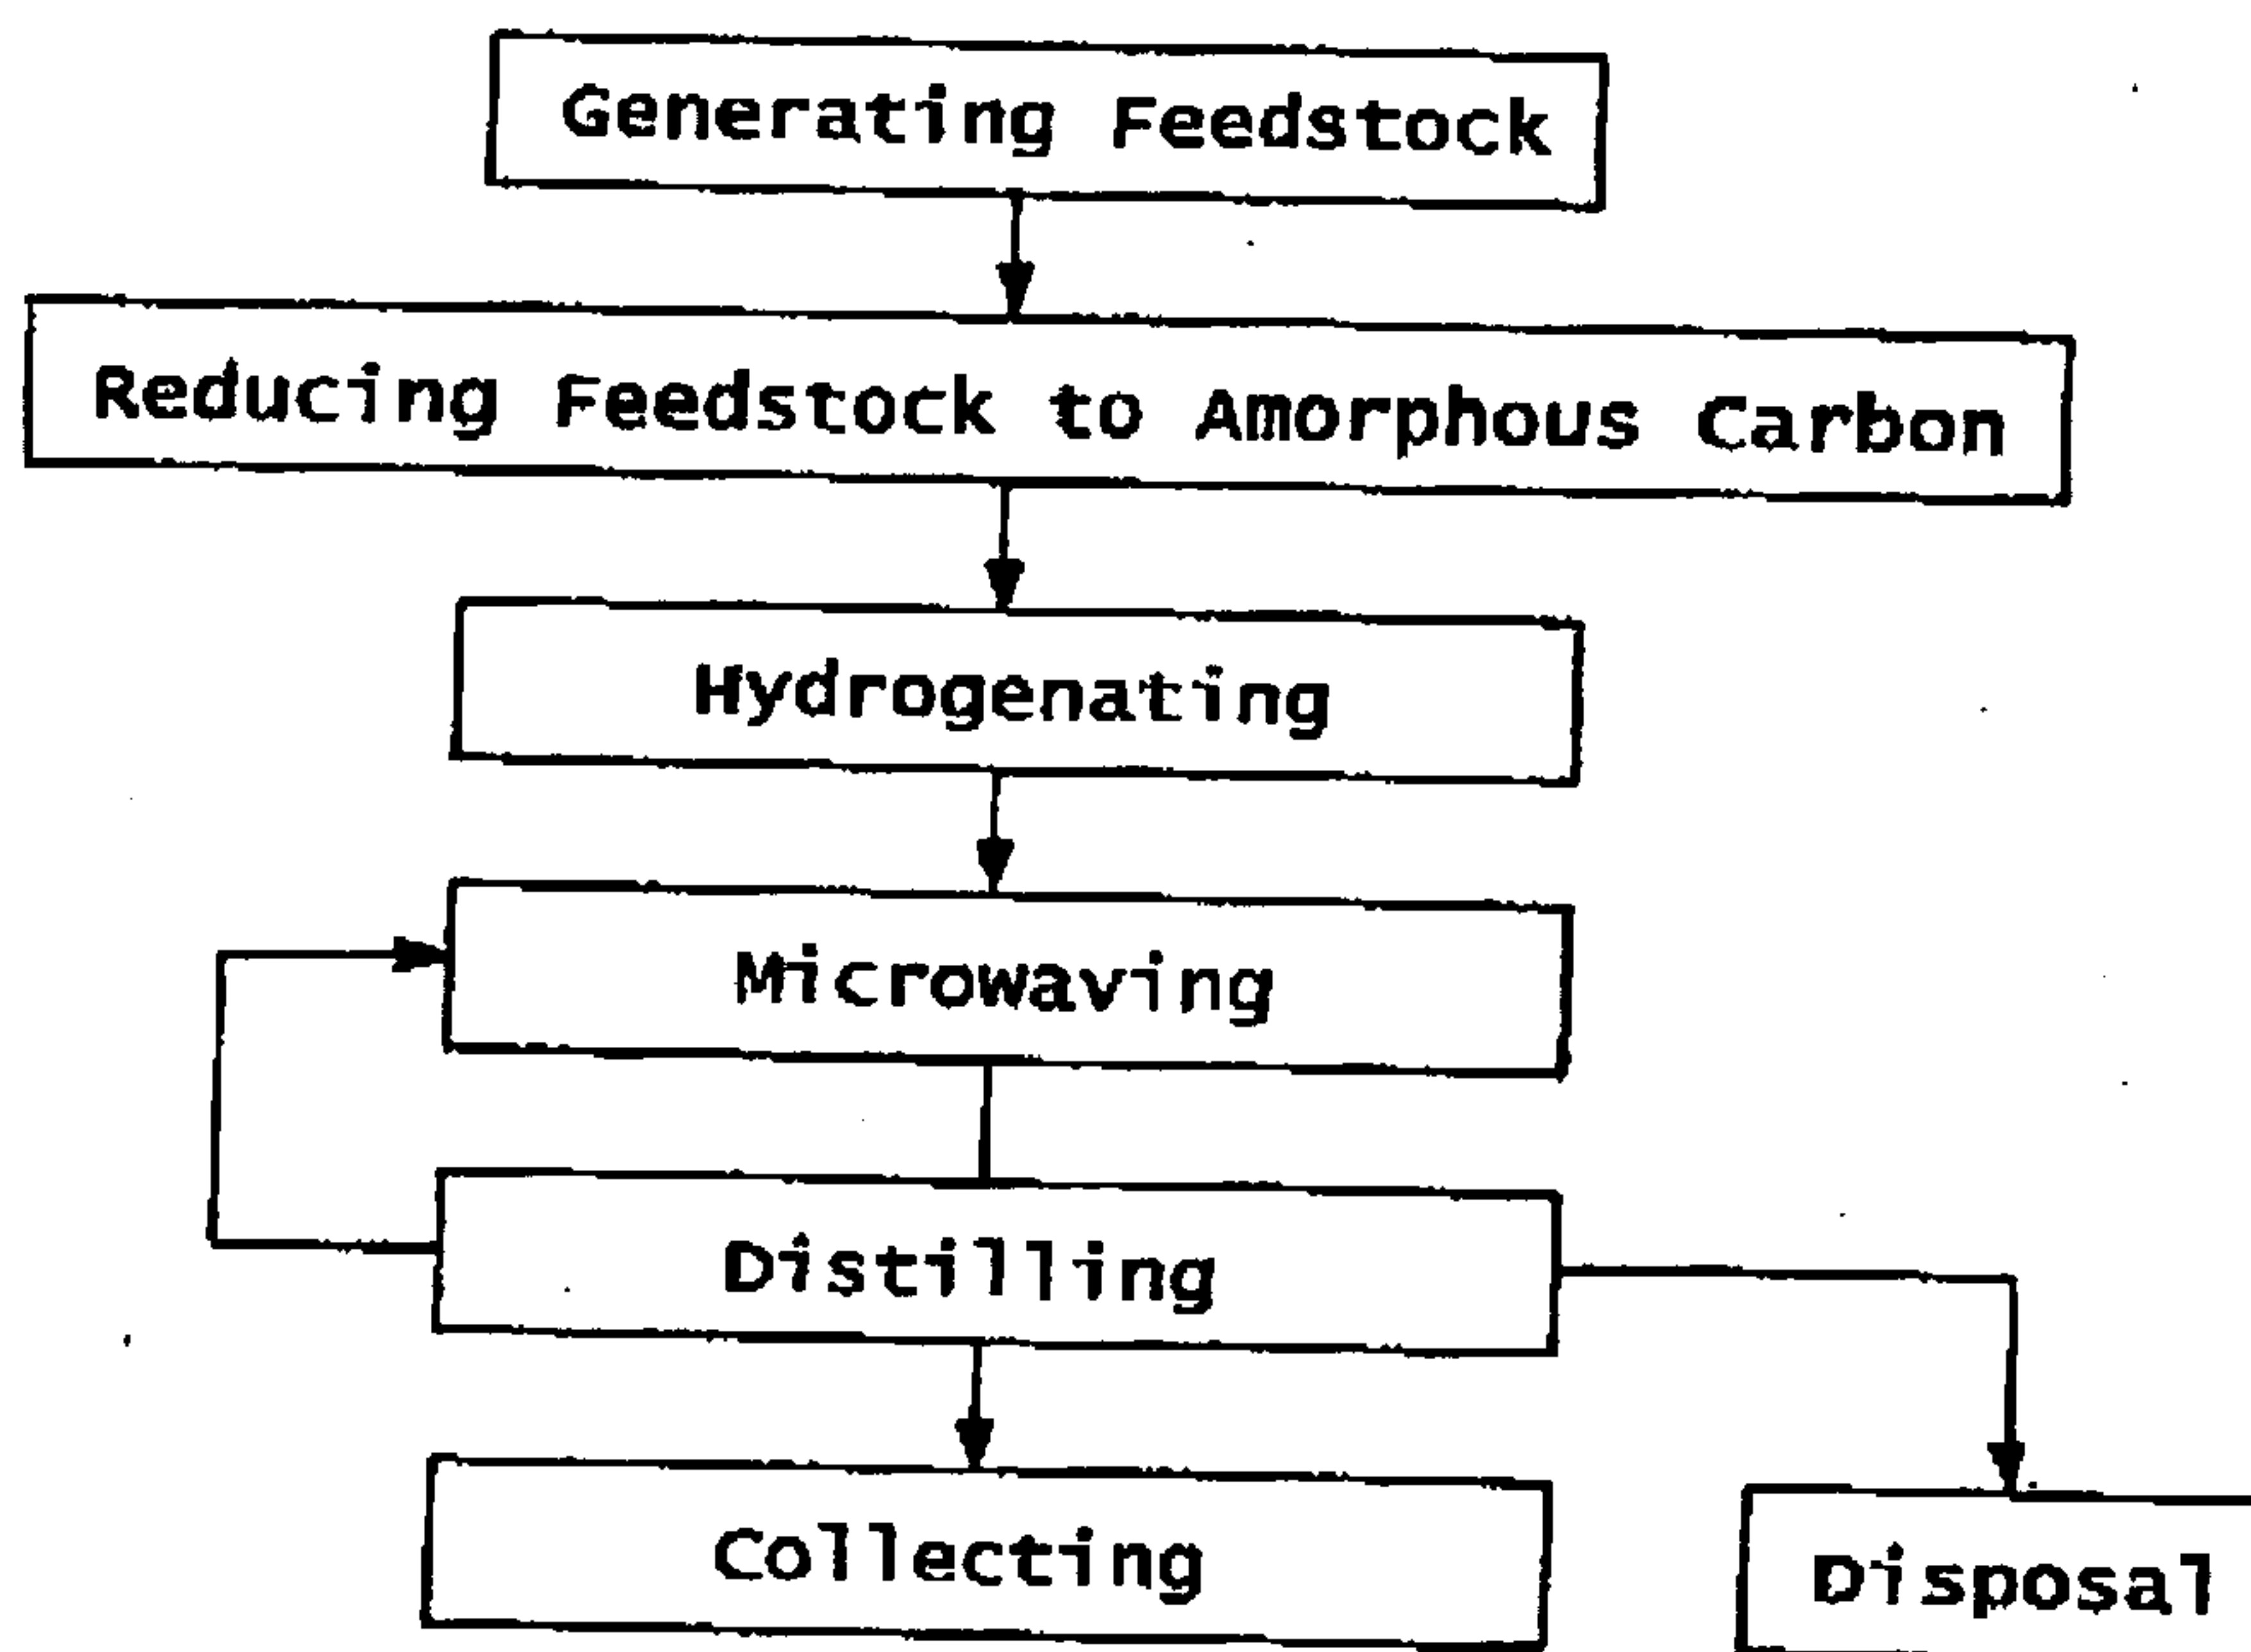 Generating Feedstock
Reducing Feedstock to Amorphous Carbon
Hydrogenating
Microwaving
Distilling
Collecting
Disposal